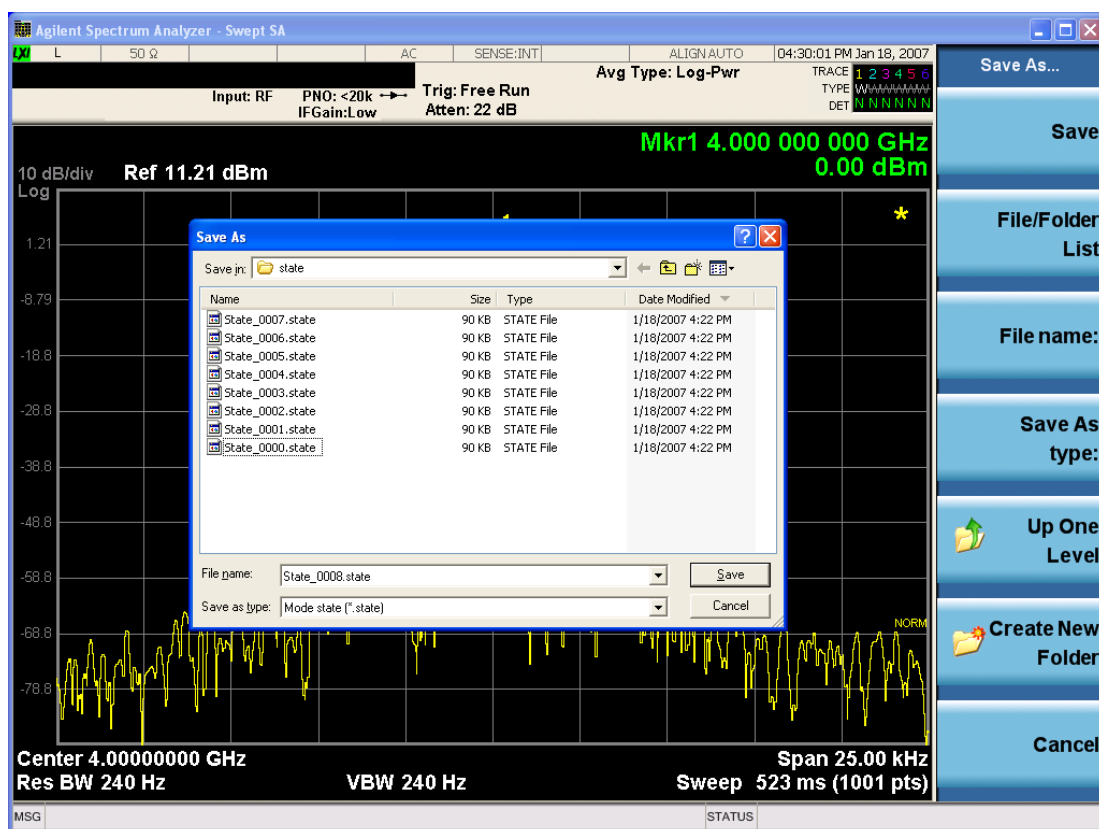 Agilent Spectrum Analyzer - Swept SA
LXI L 50 Ω AC SENSE:INT ALIGN AUTO 04:30:01 PM Jan 18, 2007
Input: RF PNO: <20k Trig: Free Run Avg Type: Log-Pwr TRACE 1 2 3 4 5 6
IFGain:Low Atten: 22 dB TYPE WWWWWW
DET N N N N N N
Mkr1 4.000 000 000 GHz
0.00 dBm
10 dB/div Ref 11.21 dBm
Log
1.21
-8.79
-18.8
-28.8
-38.8
-48.8
-58.8
-68.8
-78.8
NORM
Save As
Save in: state
Name Size Type Date Modified
State_0007.state 90 KB STATE File 1/18/2007 4:22 PM
State_0006.state 90 KB STATE File 1/18/2007 4:22 PM
State_0005.state 90 KB STATE File 1/18/2007 4:22 PM
State_0004.state 90 KB STATE File 1/18/2007 4:22 PM
State_0003.state 90 KB STATE File 1/18/2007 4:22 PM
State_0002.state 90 KB STATE File 1/18/2007 4:22 PM
State_0001.state 90 KB STATE File 1/18/2007 4:22 PM
State_0000.state 90 KB STATE File 1/18/2007 4:22 PM
File name: State_0008.state Save
Save as type: Mode state (*.state) Cancel
Center 4.00000000 GHz Span 25.00 kHz
Res BW 240 Hz VBW 240 Hz Sweep 523 ms (1001 pts)
MSG STATUS
Save As...
Save
File/Folder
List
File name:
Save As
type:
Up One
Level
Create New
Folder
Cancel